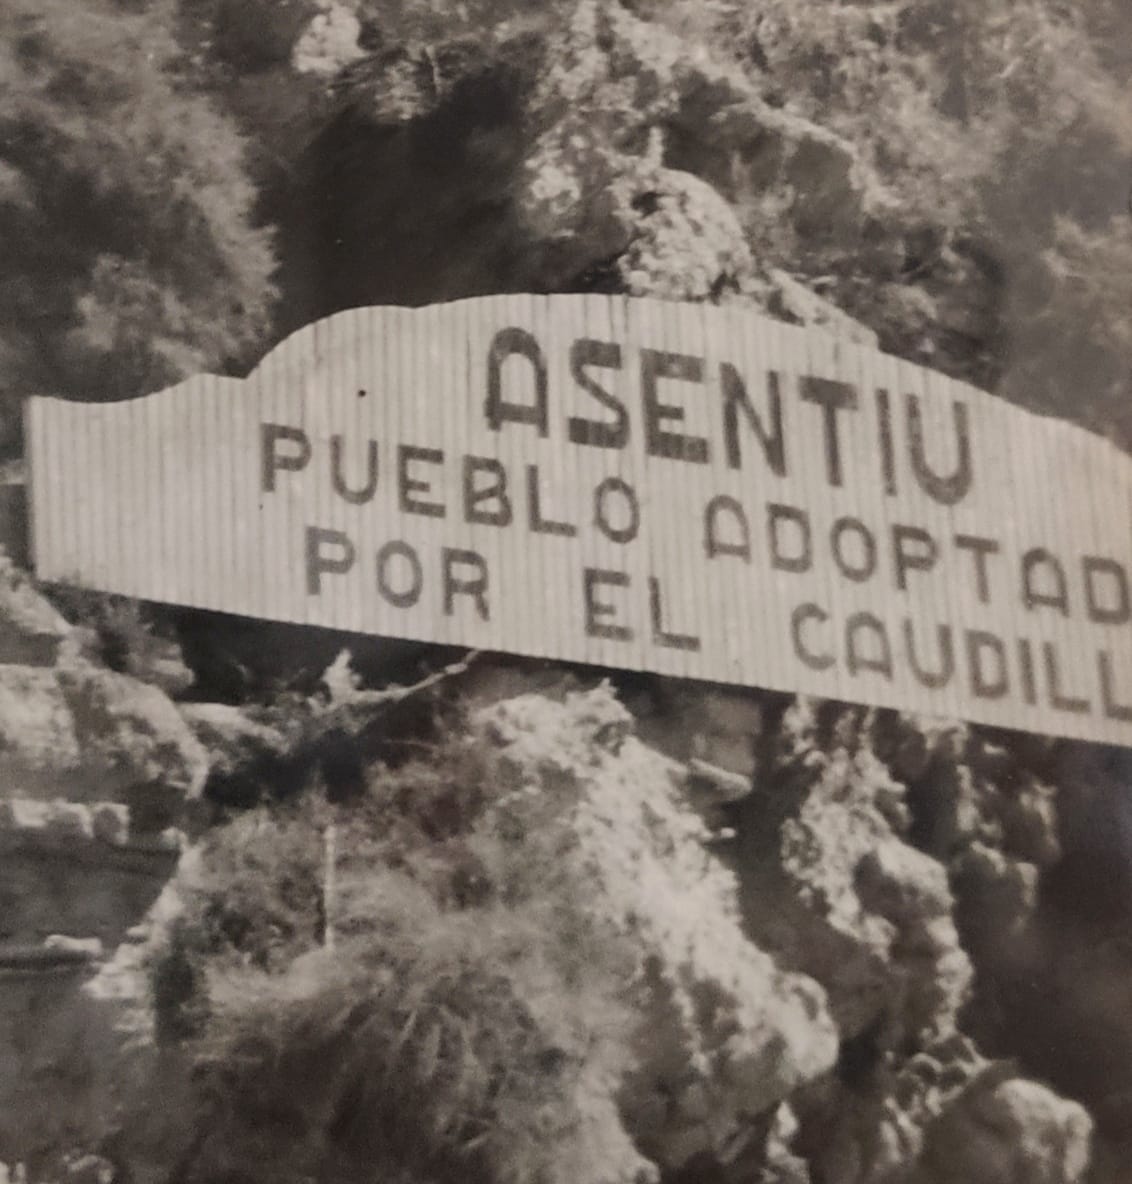 ASENTIU
PUEBLO ADOPTAD
POR EL CAUDILL